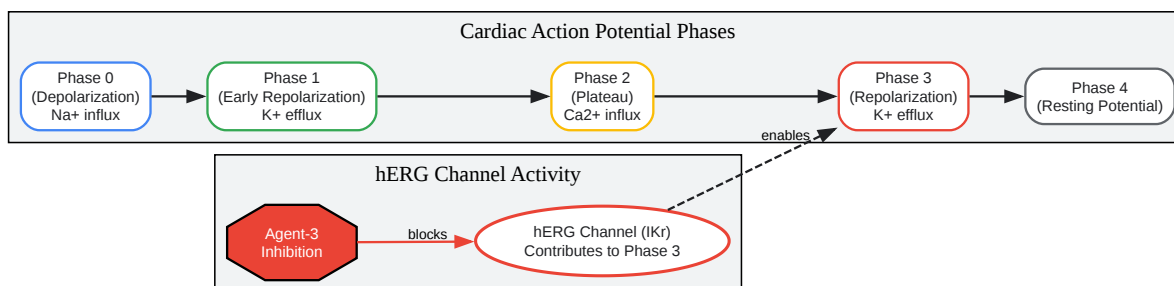 Cardiac Action Potential Phases
Phase 0
(Depolarization)
Na+ influx
Phase 1
(Early Repolarization)
K+ efflux
Phase 2
(Plateau)
Ca2+ influx
Phase 3
(Repolarization)
K+ efflux
Phase 4
(Resting Potential)
enables
hERG Channel Activity
Agent-3
Inhibition
blocks
hERG Channel (IKr)
Contributes to Phase 3